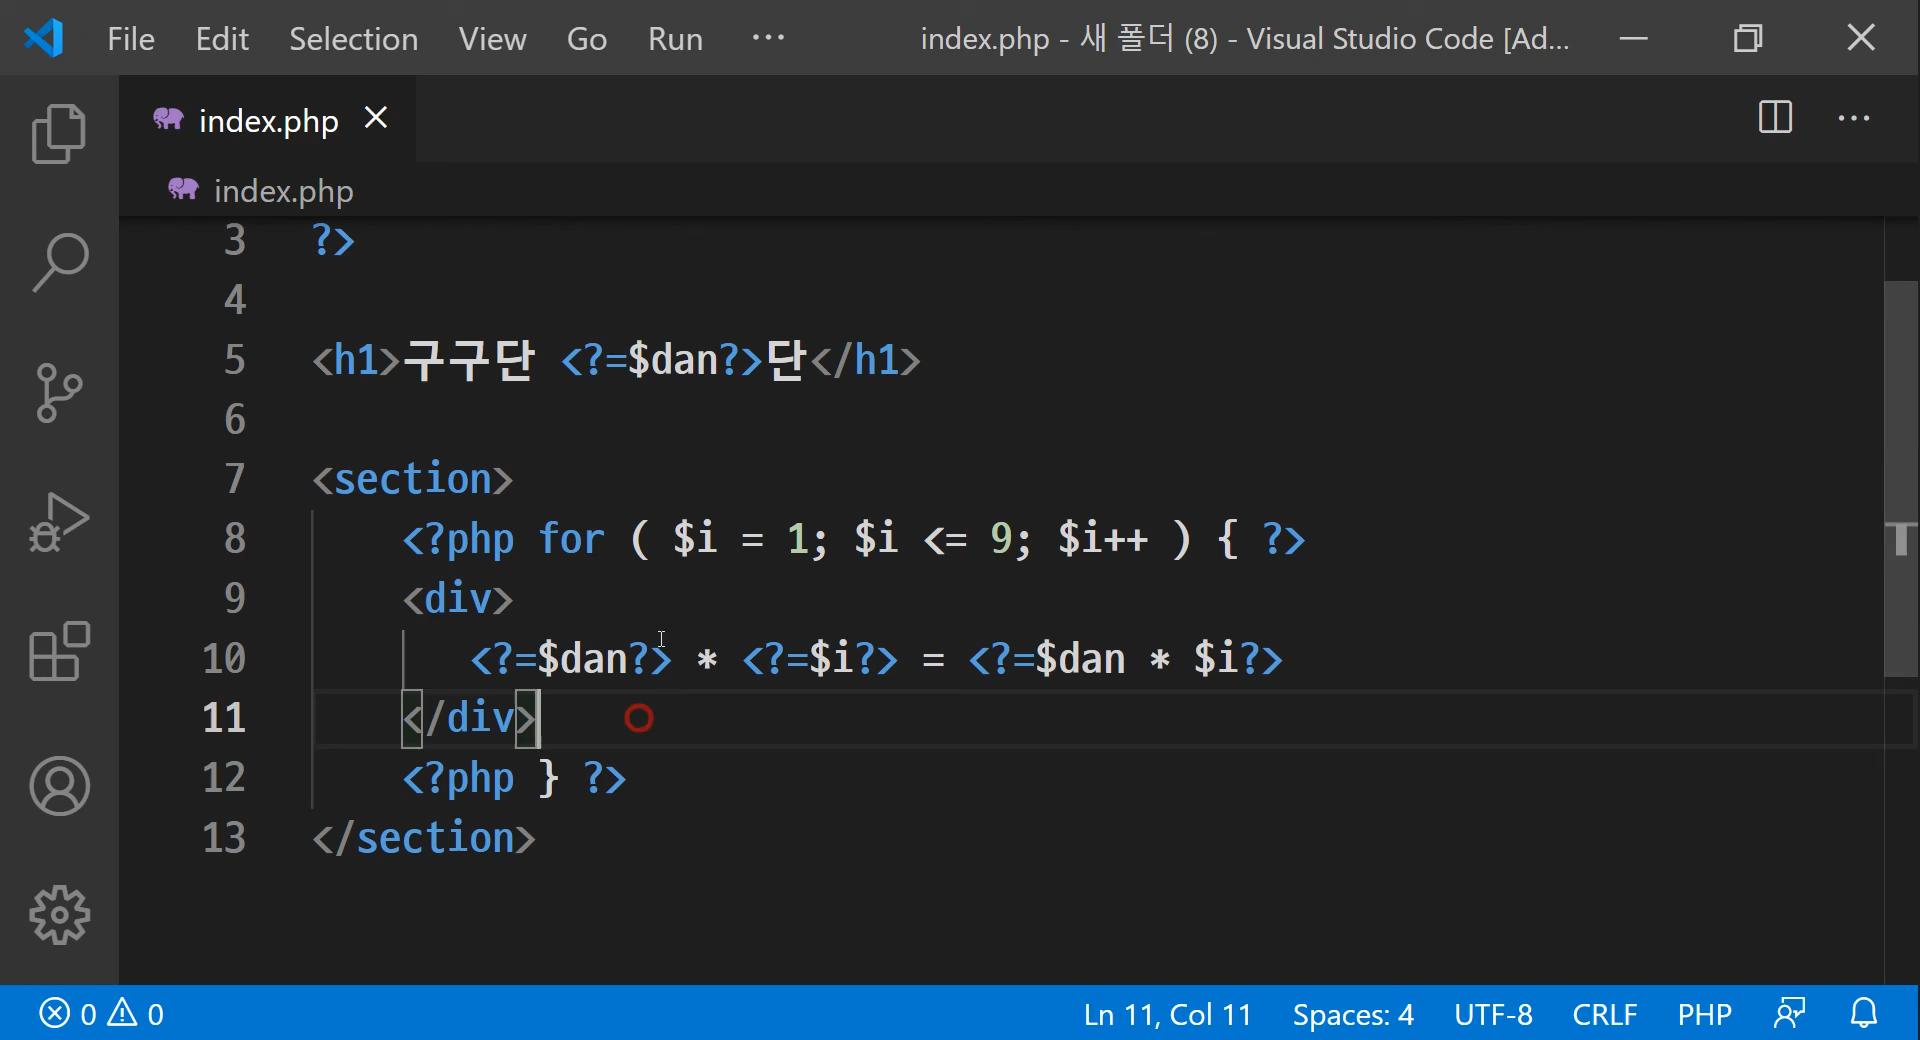 File Edit Selection View Go Run ··· index.php - 새 폴더 (8) - Visual Studio Code [Ad...
index.php
index.php
3 ?>
4
5 <h1>구구단 <?=$dan?>단</h1>
6
7 <section>
8 <?php for ( $i = 1; $i <= 9; $i++ ) { ?>
9 <div>
10 <?=$dan?> * <?=$i?> = <?=$dan * $i?>
11 </div>
12 <?php } ?>
13 </section>
0 0 Ln 11, Col 11 Spaces: 4 UTF-8 CRLF PHP